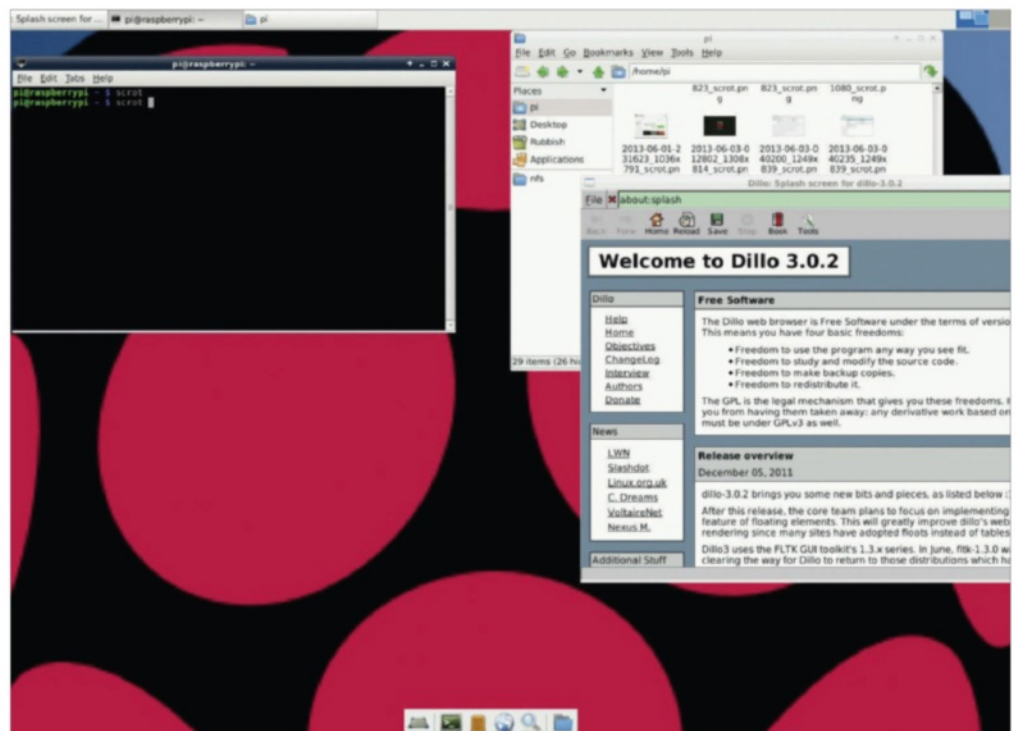 Splash screen for ...
pi@raspberrypi: ~
pi
pi@raspberrypi: ~
File Edit Tabs Help
pi@raspberrypi ~ $ scrot
pi@raspberrypi ~ $ scrot
pi
File Edit Go Bookmarks View Tools Help
/home/pi
Places
pi
Desktop
Rubbish
Applications
nfs
823_scrot.pn 823_scrot.pn 1080_scrot.p
g g ng
2013-06-01-2 2013-06-03-0 2013-06-03-0 2013-06-03-0
31623_1036x 12802_1308x 40200_1249x 40235_1249x
791_scrot.pn 814_scrot.pn 839_scrot.pn 839_scrot.pn
29 items (26 hi
Dillo: Splash screen for dillo-3.0.2
File about:splash
Back Forw Home Reload Save Stop Book Tools
Welcome to Dillo 3.0.2
Dillo
Help
Home
Objectives
ChangeLog
Interview
Authors
Donate
News
LWN
Slashdot
Linux.org.uk
C. Dreams
VoltaireNet
Nexus M.
Additional Stuff
Free Software
The Dillo web browser is Free Software under the terms of versio
This means you have four basic freedoms:
•Freedom to use the program any way you see fit.
•Freedom to study and modify the source code.
•Freedom to make backup copies.
•Freedom to redistribute it.
The GPL is the legal mechanism that gives you these freedoms.
you from having them taken away: any derivative work based on
must be under GPLv3 as well.
Release overview
December 05, 2011
dillo-3.0.2 brings you some new bits and pieces, as listed below
After this release, the core team plans to focus on implementing
feature of floating elements. This will greatly improve dillo's web
rendering since many sites have adopted floats instead of tables
Dillo3 uses the FLTK GUI toolkit's 1.3.x series. In June, fltk-1.3.0 w
clearing the way for Dillo to return to those distributions which h